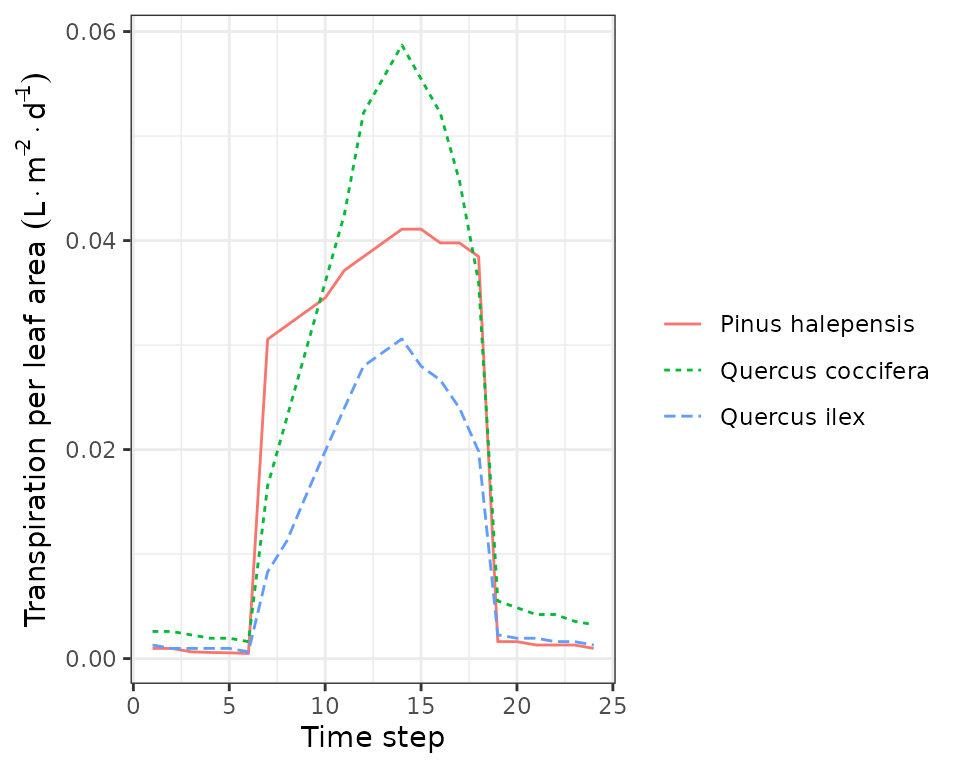 Transpiration per leaf area (L·m⁻²·d⁻¹)
0.06
0.04
0.02
0.00
0 5 10 15 20 25
Time step
Pinus halepensis
Quercus coccifera
Quercus ilex